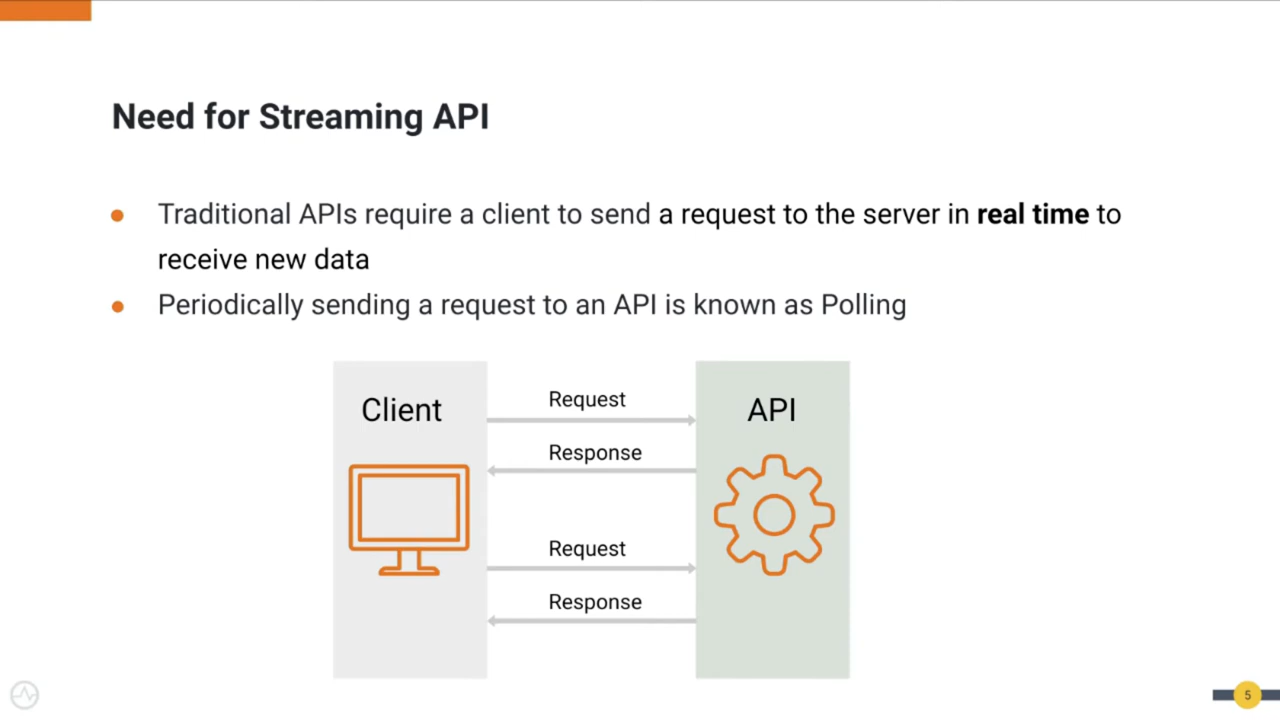 Need for Streaming API
Traditional APIs require a client to send a request to the server in real time to
receive new data
Periodically sending a request to an API is known as Polling
Client
Request
API
Response
Request
Response
5